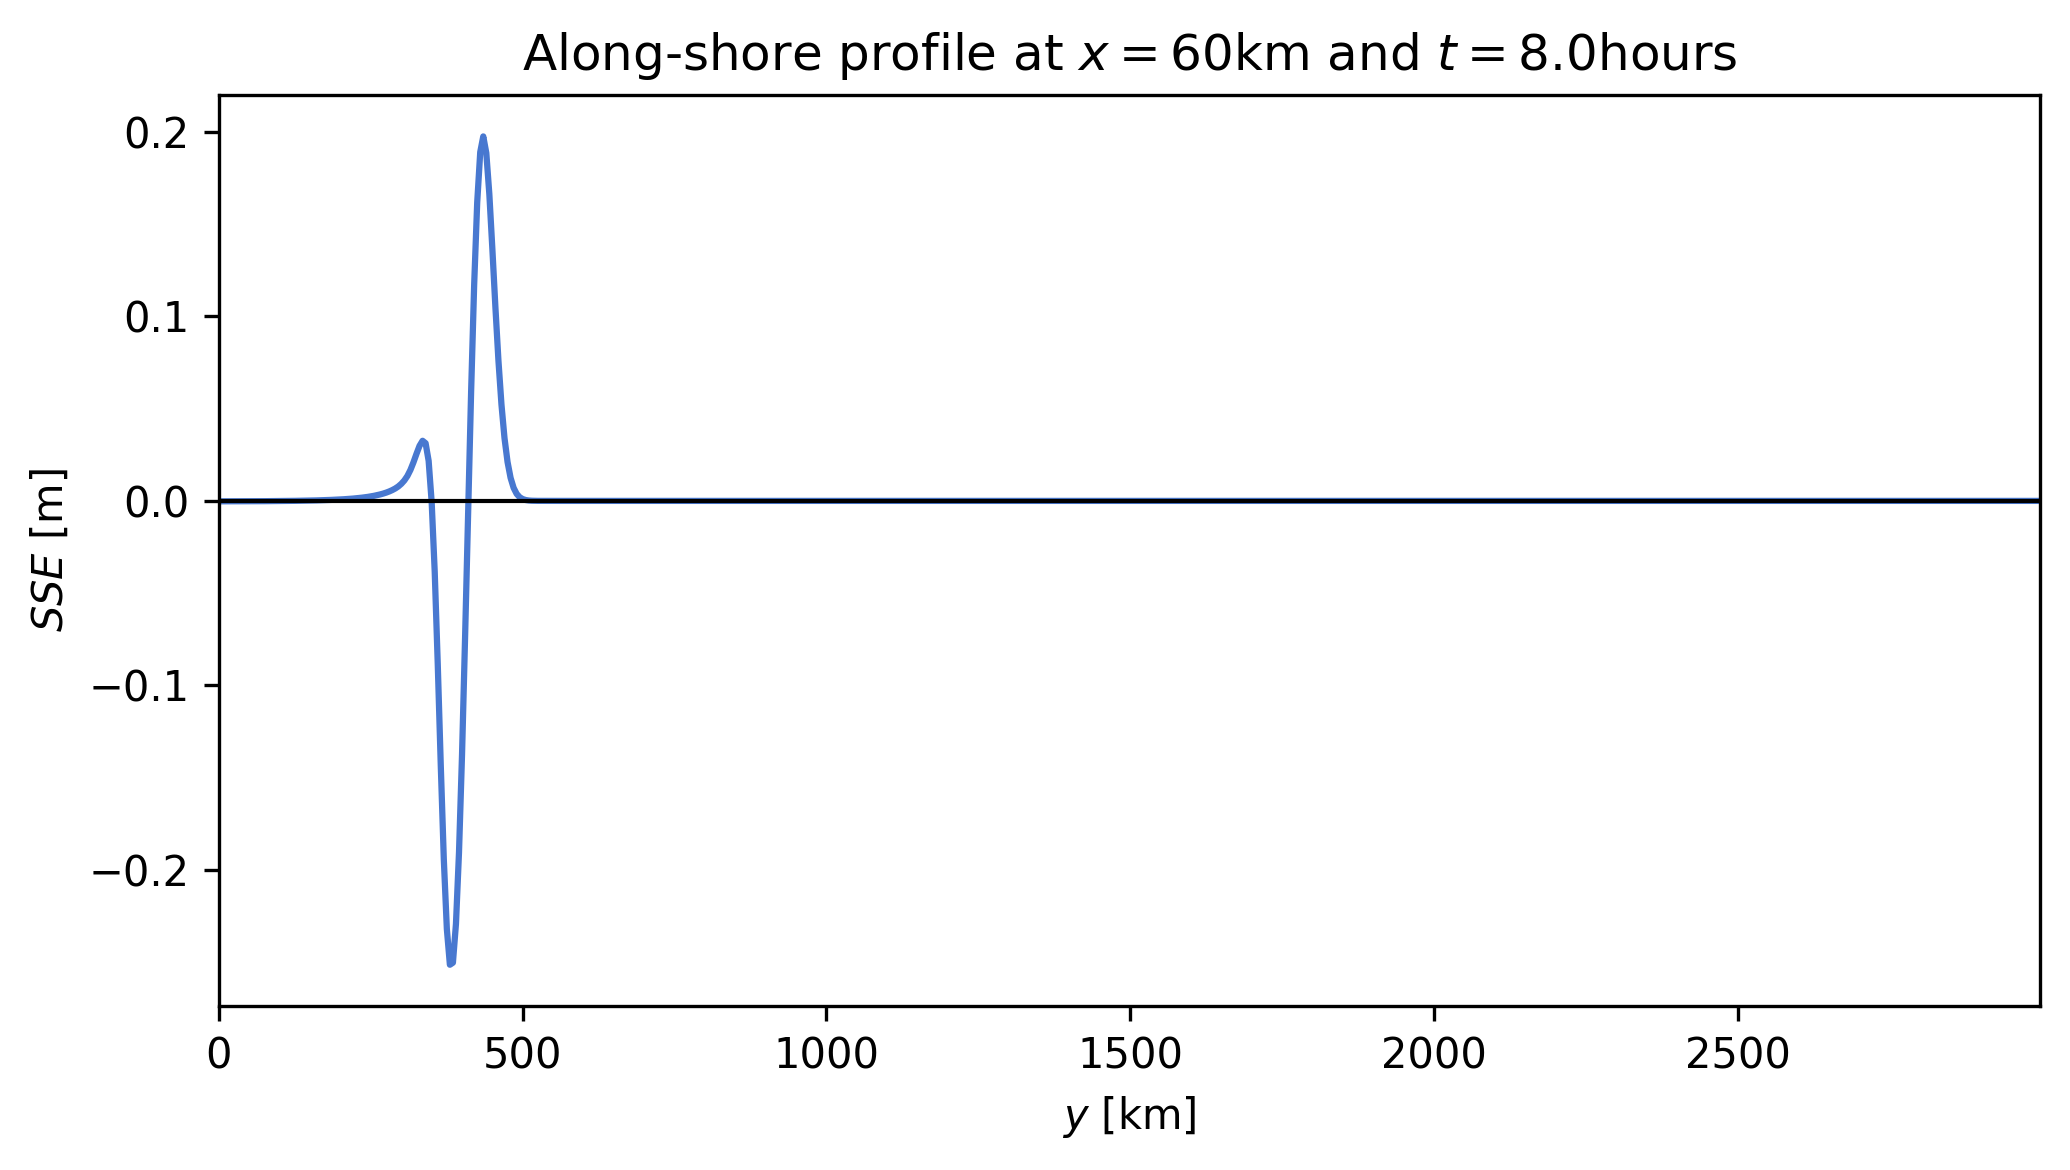 Along-shore profile at x = 60km and t = 8.0hours
0.2
0.1
0.0
−0.1
−0.2
SSE [m]
0 500 1000 1500 2000 2500
y [km]